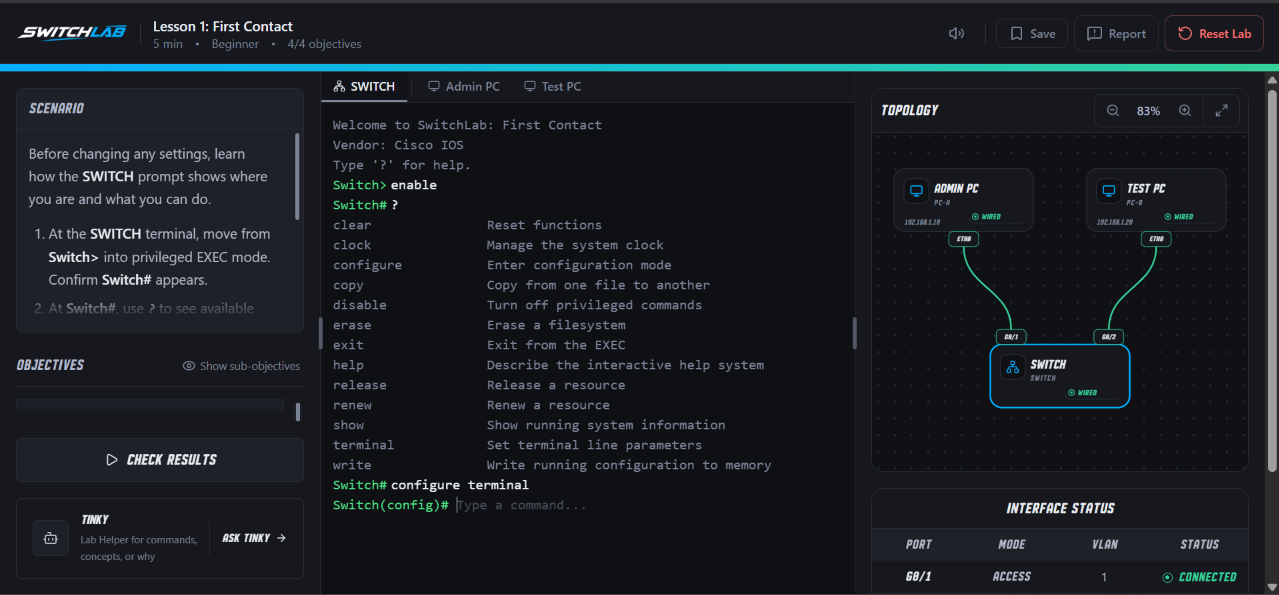 SWITCHLAB
Lesson 1: First Contact
5 min • Beginner • 4/4 objectives
Save
Report
Reset Lab
SCENARIO
Before changing any settings, learn
how the SWITCH prompt shows where
you are and what you can do.
1. At the SWITCH terminal, move from
Switch> into privileged EXEC mode.
Confirm Switch# appears.
2. At Switch#, use ? to see available
OBJECTIVES
Show sub-objectives
CHECK RESULTS
TINKY
Lab Helper for commands,
concepts, or why
ASK TINKY →
SWITCH
Admin PC
Test PC
Welcome to SwitchLab: First Contact
Vendor: Cisco IOS
Type '?' for help.
Switch> enable
Switch# ?
clear Reset functions
clock Manage the system clock
configure Enter configuration mode
copy Copy from one file to another
disable Turn off privileged commands
erase Erase a filesystem
exit Exit from the EXEC
help Describe the interactive help system
release Release a resource
renew Renew a resource
show Show running system information
terminal Set terminal line parameters
write Write running configuration to memory
Switch# configure terminal
Switch(config)# Type a command...
TOPOLOGY
83%
ADMIN PC
PC-A
WIRED
192.168.1.10
ETH0
TEST PC
PC-B
WIRED
192.168.1.20
ETH0
G0/1
G0/2
SWITCH
SWITCH
WIRED
INTERFACE STATUS
PORT MODE VLAN STATUS
G0/1 ACCESS 1 CONNECTED